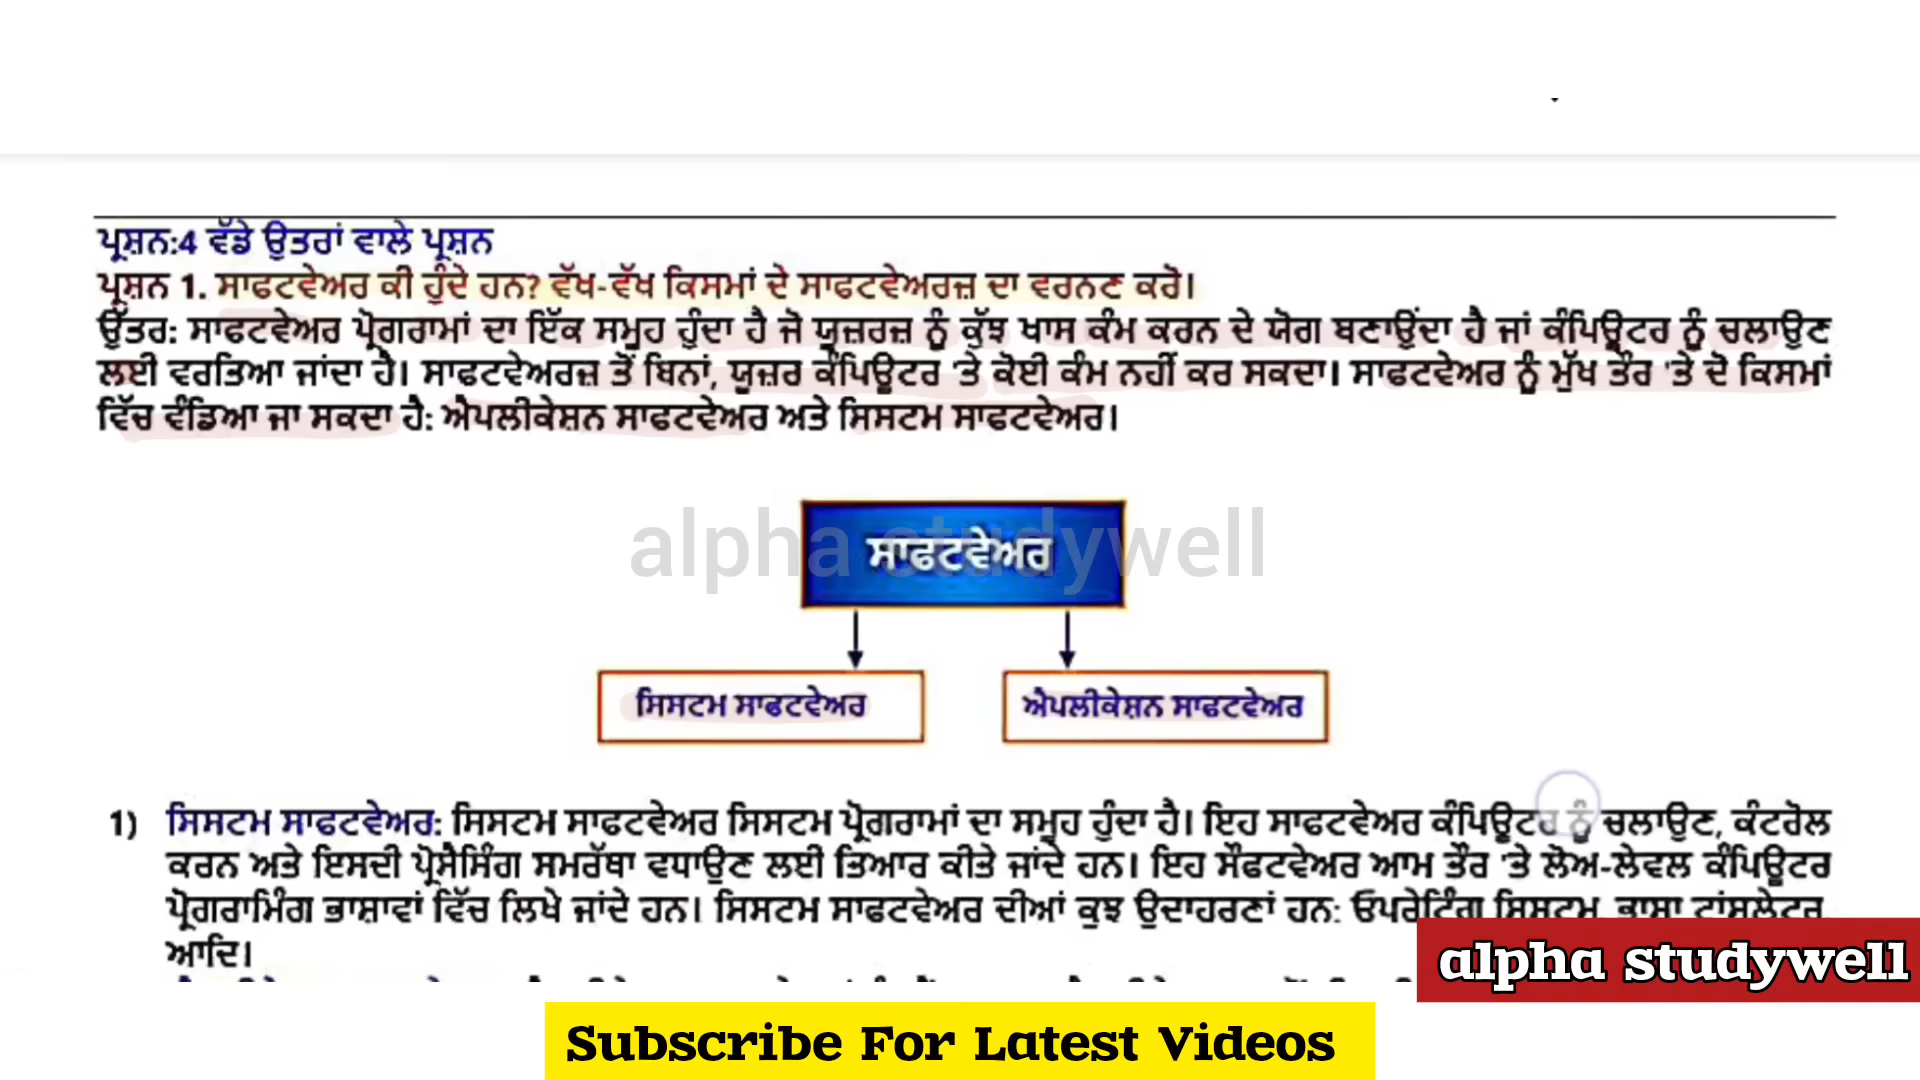 ਪ੍ਰਸ਼ਨ:4 ਵੱਡੇ ਉਤਰਾਂ ਵਾਲੇ ਪ੍ਰਸ਼ਨ
ਪ੍ਰਸ਼ਨ 1. ਸਾਫਟਵੇਅਰ ਕੀ ਹੁੰਦੇ ਹਨ? ਵੱਖ-ਵੱਖ ਕਿਸਮਾਂ ਦੇ ਸਾਫਟਵੇਅਰਜ਼ ਦਾ ਵਰਨਣ ਕਰੋ।
ਉੱਤਰ: ਸਾਫਟਵੇਅਰ ਪ੍ਰੋਗਰਾਮਾਂ ਦਾ ਇੱਕ ਸਮੂਹ ਹੁੰਦਾ ਹੈ ਜੋ ਯੂਜ਼ਰਜ਼ ਨੂੰ ਕੁੱਝ ਖਾਸ ਕੰਮ ਕਰਨ ਦੇ ਯੋਗ ਬਣਾਉਂਦਾ ਹੈ ਜਾਂ ਕੰਪਿਊਟਰ ਨੂੰ ਚਲਾਉਣ
ਲਈ ਵਰਤਿਆ ਜਾਂਦਾ ਹੈ। ਸਾਫਟਵੇਅਰਜ਼ ਤੋਂ ਬਿਨਾਂ, ਯੂਜ਼ਰ ਕੰਪਿਊਟਰ 'ਤੇ ਕੋਈ ਕੰਮ ਨਹੀਂ ਕਰ ਸਕਦਾ। ਸਾਫਟਵੇਅਰ ਨੂੰ ਮੁੱਖ ਤੌਰ 'ਤੇ ਦੋ ਕਿਸਮਾਂ
ਵਿੱਚ ਵੰਡਿਆ ਜਾ ਸਕਦਾ ਹੈ: ਐਪਲੀਕੇਸ਼ਨ ਸਾਫਟਵੇਅਰ ਅਤੇ ਸਿਸਟਮ ਸਾਫਟਵੇਅਰ।
alpha studywell
ਸਾਫਟਵੇਅਰ
ਸਿਸਟਮ ਸਾਫਟਵੇਅਰ
ਐਪਲੀਕੇਸ਼ਨ ਸਾਫਟਵੇਅਰ
1) ਸਿਸਟਮ ਸਾਫਟਵੇਅਰ: ਸਿਸਟਮ ਸਾਫਟਵੇਅਰ ਸਿਸਟਮ ਪ੍ਰੋਗਰਾਮਾਂ ਦਾ ਸਮੂਹ ਹੁੰਦਾ ਹੈ। ਇਹ ਸਾਫਟਵੇਅਰ ਕੰਪਿਊਟਰ ਨੂੰ ਚਲਾਉਣ, ਕੰਟਰੋਲ
ਕਰਨ ਅਤੇ ਇਸਦੀ ਪ੍ਰੋਸੈਸਿੰਗ ਸਮਰੱਥਾ ਵਧਾਉਣ ਲਈ ਤਿਆਰ ਕੀਤੇ ਜਾਂਦੇ ਹਨ। ਇਹ ਸੌਫਟਵੇਅਰ ਆਮ ਤੌਰ 'ਤੇ ਲੋਅ-ਲੇਵਲ ਕੰਪਿਊਟਰ
ਪ੍ਰੋਗਰਾਮਿੰਗ ਭਾਸ਼ਾਵਾਂ ਵਿੱਚ ਲਿਖੇ ਜਾਂਦੇ ਹਨ। ਸਿਸਟਮ ਸਾਫਟਵੇਅਰ ਦੀਆਂ ਕੁਝ ਉਦਾਹਰਣਾਂ ਹਨ: ਓਪਰੇਟਿੰਗ ਸਿਸਟਮ, ਭਾਸ਼ਾ ਟਾਂਸਲੇਟਰ,
ਆਦਿ।
alpha studywell
Subscribe For Latest Videos